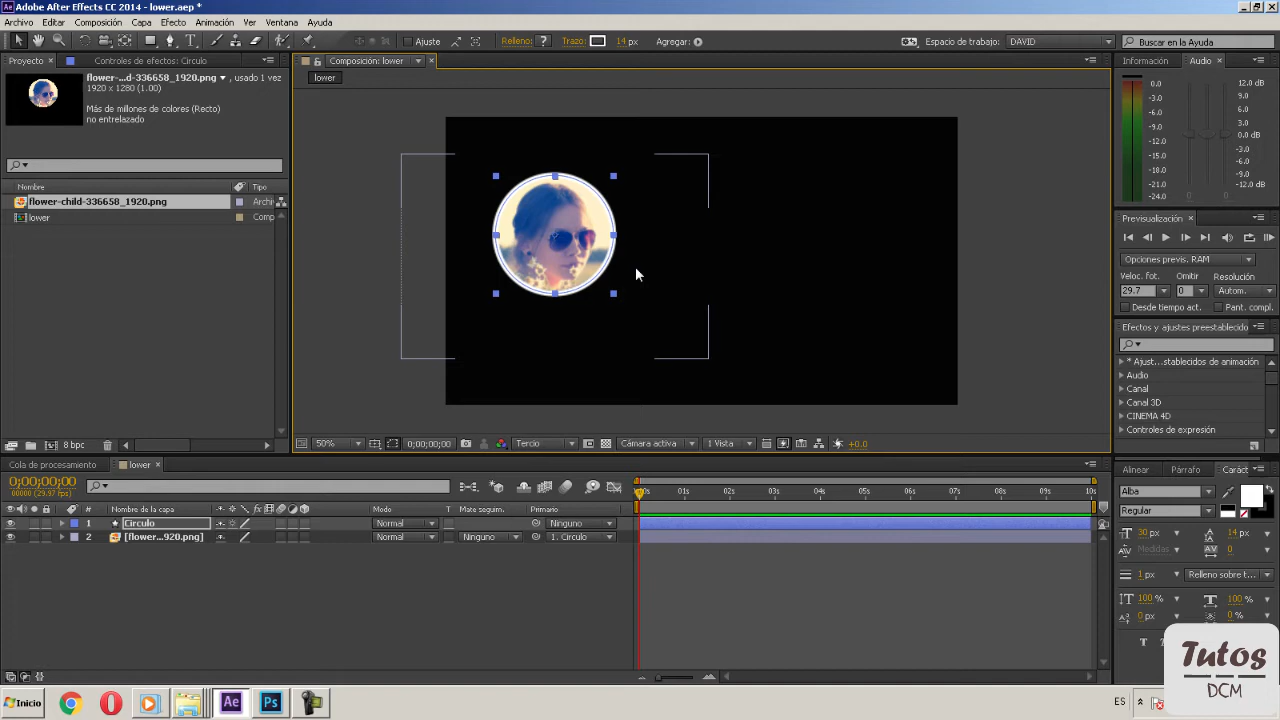 Adobe After Effects CC 2014 - lower.aep *
Archivo Editar Composición Capa Efecto Animación Ver Ventana Ayuda
Ajuste Relleno: ? Trazo: 14 px Agregar: Espacio de trabajo: DAVID Buscar en la Ayuda
Proyecto Controles de efectos: Circulo Composición: lower Información Audio
flower-...d-336658_1920.png , usado 1 vez
1920 x 1280 (1.00)
Más de millones de colores (Recto)
no entrelazado
lower
0.0 12.0 dB
-3.0 9.0
-6.0 6.0
-9.0 3.0
-12.0 0.0 dB
-15.0 -3.0
-18.0 -6.0
-21.0 -9.0
-24.0 -12.0 dB
Nombre Tipo
flower-child-336658_1920.png Archi
lower Comp
Previsualización
Opciones previs. RAM
Veloc. fot. Omitir Resolución
29.7 0 Autom.
Desde tiempo act. Pant. compl.
Efectos y ajustes preestablecido
* Ajust...stablecidos de animación
Audio
Canal
Canal 3D
CINEMA 4D
Controles de expresión
8 bpc 50% 0;00;00;00 Tercio Cámara activa 1 Vista +0.0
Cola de procesamiento lower Alinear Párrafo Caráct
0;00;00;00
00000 (29.97 fps)
01s 02s 03s 04s 05s 06s 07s 08s 09s 10s
# Nombre de la capa fx Modo T Mate seguim. Primario
1 Circulo Normal Ninguno
2 [flower...920.png] Normal Ninguno 1. Circulo
Alba
Regular
30 px 14 px
Medidas 0
1 px Relleno sobre t...
100 % 100 %
0 px 0 %
T
Tutos
DCM
Inicio Ae Ps ES